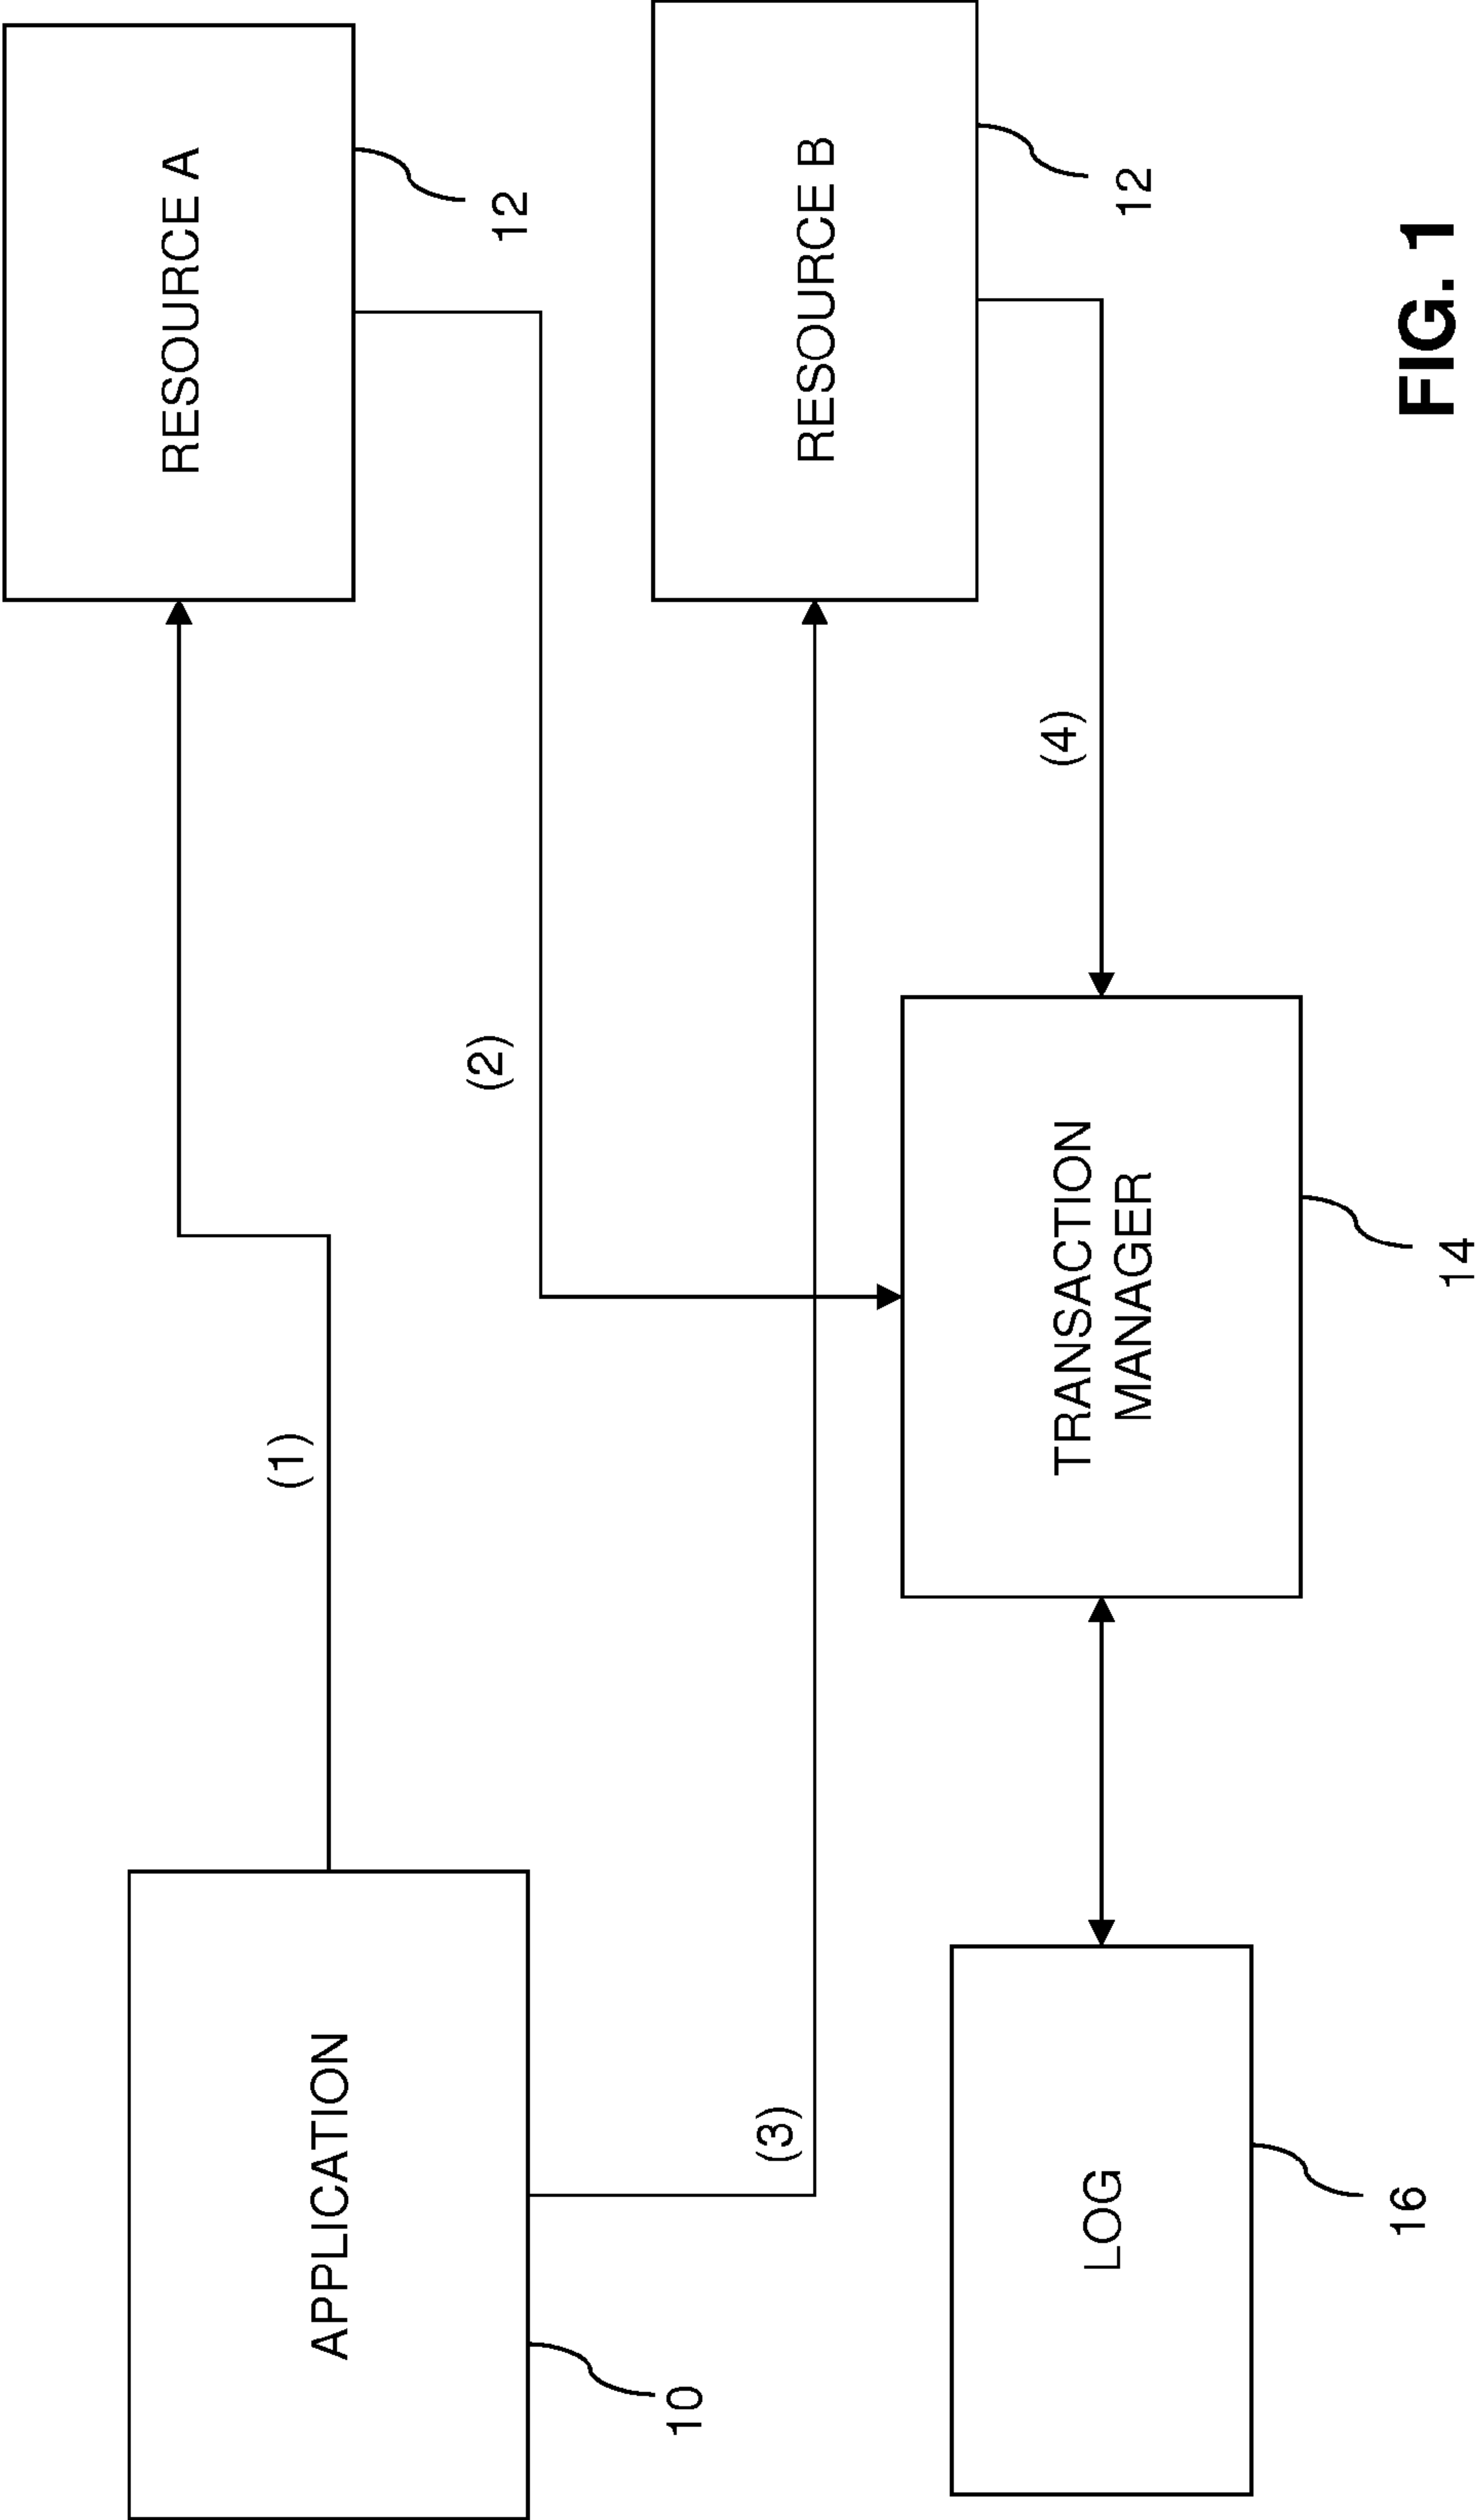 RESOURCE A
12
(1)
(2)
APPLICATION
10
RESOURCE B
12
(3)
(4)
TRANSACTION
MANAGER
14
LOG
16
FIG. 1